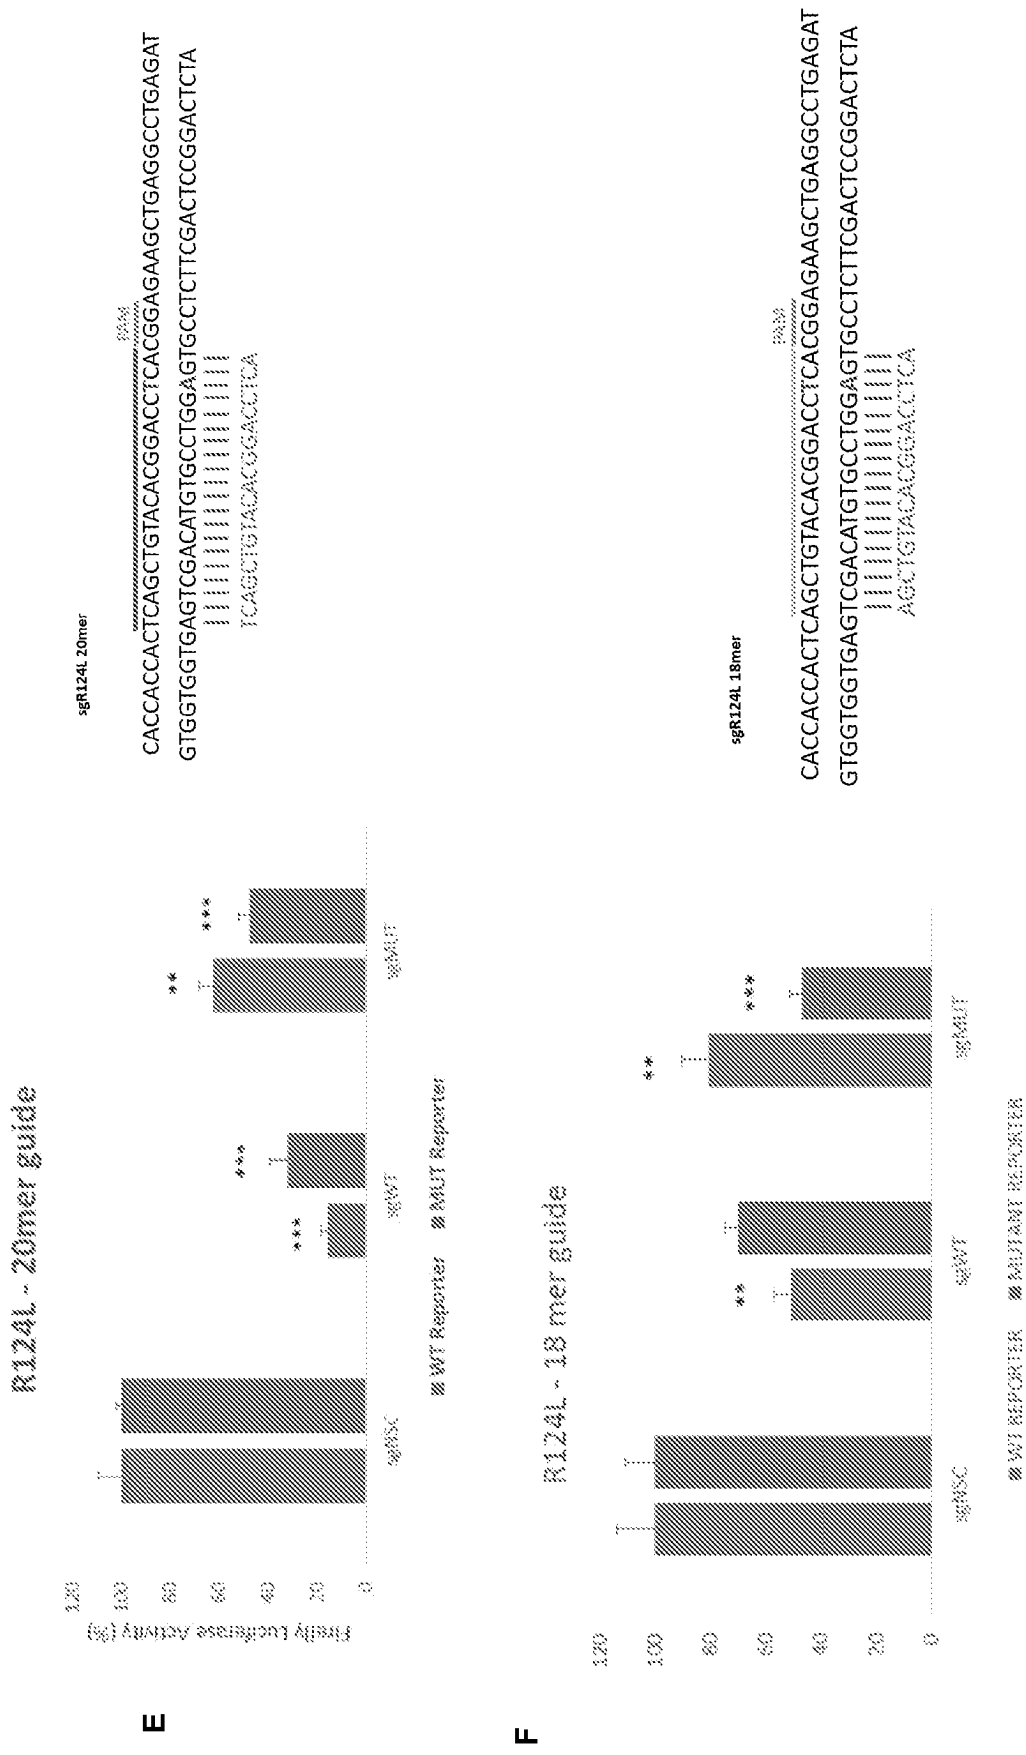 E
R124L - 20mer guide
Firefly Luciferase Activity (%)
120
100
80
60
40
20
0
***
***
**
***
sgNSC
sgWT
sgMUT
WT Reporter
MUT Reporter
sgR124L 20mer
PAM
CACCACCACTCAGCTGTACACGGACCTCACGGAGAAGCTGAGGCCTGAGAT
GTGGTGGTGAGTCGACATGTGCCTGGAGTGCCTCTTCGACTCCGGACTCTA
TCAGCTGTACACGGACCTCA
F
R124L - 18 mer guide
120
100
80
60
40
20
0
**
**
***
sgNSC
sgWT
sgMUT
WT REPORTER
MUTANT REPORTER
sgR124L 18mer
PAM
CACCACCACTCAGCTGTACACGGACCTCACGGAGAAGCTGAGGCCTGAGAT
GTGGTGGTGAGTCGACATGTGCCTGGAGTGCCTCTTCGACTCCGGACTCTA
AGCTGTACACGGACCTCA